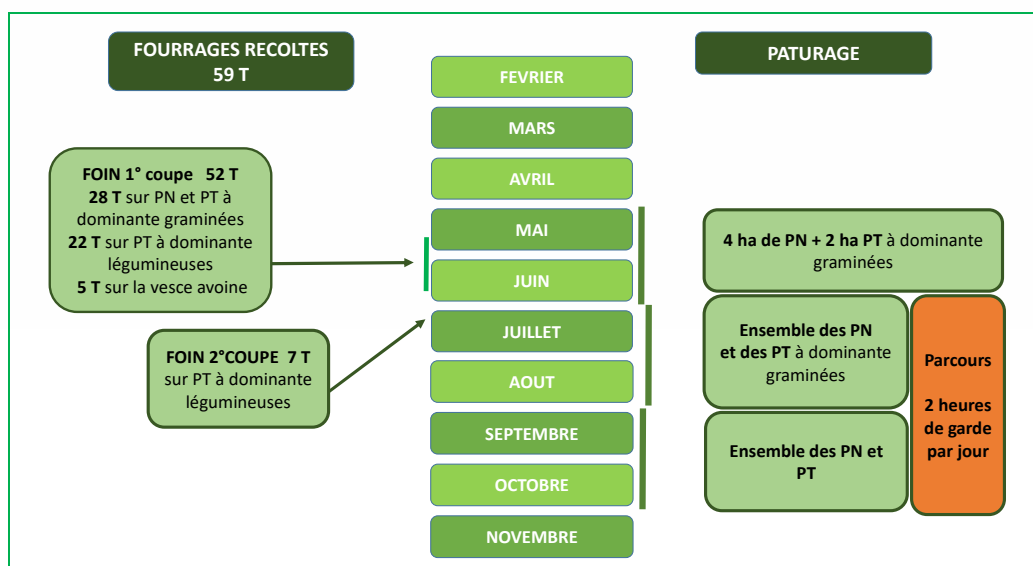 FOURRAGES RECOLTES
59 T
FOIN 1° coupe 52 T
28 T sur PN et PT à
dominante graminées
22 T sur PT à dominante
légumineuses
5 T sur la vesce avoine
FOIN 2°COUPE 7 T
sur PT à dominante
légumineuses
FEVRIER
MARS
AVRIL
MAI
JUIN
JUILLET
AOUT
SEPTEMBRE
OCTOBRE
NOVEMBRE
PATURAGE
4 ha de PN + 2 ha PT à dominante
graminées
Ensemble des PN
et des PT à dominante
graminées
Ensemble des PN et
PT
Parcours
2 heures
de garde
par jour